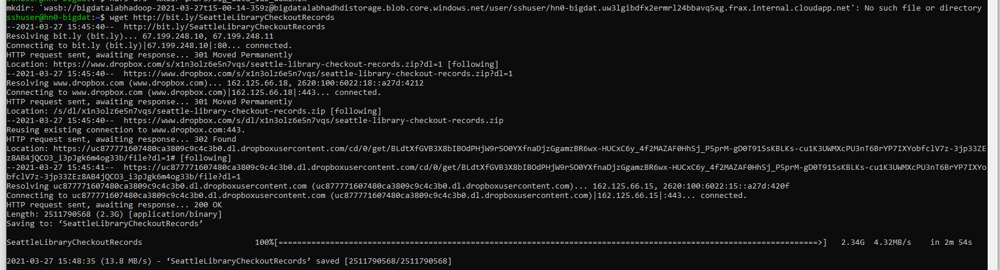 mkdir: `wasb://bigdatalabhadoop-2021-03-27t15-00-14-359z@bigdatalabhadhdistorage.blob.core.windows.net/user/sshuser/hn0-bigdat.uw3lgibdfx2ermrl24bbavq5xg.frax.internal.cloudapp.net': No such file or directory
sshuser@hn0-bigdat:~$ wget http://bit.ly/SeattleLibraryCheckoutRecords
--2021-03-27 15:45:40--  http://bit.ly/SeattleLibraryCheckoutRecords
Resolving bit.ly (bit.ly)... 67.199.248.10, 67.199.248.11
Connecting to bit.ly (bit.ly)|67.199.248.10|:80... connected.
HTTP request sent, awaiting response... 301 Moved Permanently
Location: https://www.dropbox.com/s/x1n3olz6e5n7vqs/seattle-library-checkout-records.zip?dl=1 [following]
--2021-03-27 15:45:40--  https://www.dropbox.com/s/x1n3olz6e5n7vqs/seattle-library-checkout-records.zip?dl=1
Resolving www.dropbox.com (www.dropbox.com)... 162.125.66.18, 2620:100:6022:18::a27d:4212
Connecting to www.dropbox.com (www.dropbox.com)|162.125.66.18|:443... connected.
HTTP request sent, awaiting response... 301 Moved Permanently
Location: /s/dl/x1n3olz6e5n7vqs/seattle-library-checkout-records.zip [following]
--2021-03-27 15:45:40--  https://www.dropbox.com/s/dl/x1n3olz6e5n7vqs/seattle-library-checkout-records.zip
Reusing existing connection to www.dropbox.com:443.
HTTP request sent, awaiting response... 302 Found
Location: https://uc877771607480ca3809c9c4c3b0.dl.dropboxusercontent.com/cd/0/get/BLdtXfGVB3X8bIBOdPHjW9rSO0YXfnaDjzGgamzBR6wx-HUCxC6y_4f2MAZAF0HhSj_P5prM-gD0T91SsKBLKs-cu1K3UWMXcPU3nT6BrYP7IXYobfclV7z-3jp33ZE
z8AB4jQCO3_i3pJgk6m4og33b/file?dl=1# [following]
--2021-03-27 15:45:41--  https://uc877771607480ca3809c9c4c3b0.dl.dropboxusercontent.com/cd/0/get/BLdtXfGVB3X8bIBOdPHjW9rSO0YXfnaDjzGgamzBR6wx-HUCxC6y_4f2MAZAF0HhSj_P5prM-gD0T91SsKBLKs-cu1K3UWMXcPU3nT6BrYP7IXYo
bfclV7z-3jp33ZEz8AB4jQCO3_i3pJgk6m4og33b/file?dl=1
Resolving uc877771607480ca3809c9c4c3b0.dl.dropboxusercontent.com (uc877771607480ca3809c9c4c3b0.dl.dropboxusercontent.com)... 162.125.66.15, 2620:100:6022:15::a27d:420f
Connecting to uc877771607480ca3809c9c4c3b0.dl.dropboxusercontent.com (uc877771607480ca3809c9c4c3b0.dl.dropboxusercontent.com)|162.125.66.15|:443... connected.
HTTP request sent, awaiting response... 200 OK
Length: 2511790568 (2.3G) [application/binary]
Saving to: ‘SeattleLibraryCheckoutRecords’
SeattleLibraryCheckoutRecords 100%[===================================================================================================================>] 2.34G 4.32MB/s in 2m 54s
2021-03-27 15:48:35 (13.8 MB/s) - ‘SeattleLibraryCheckoutRecords’ saved [2511790568/2511790568]